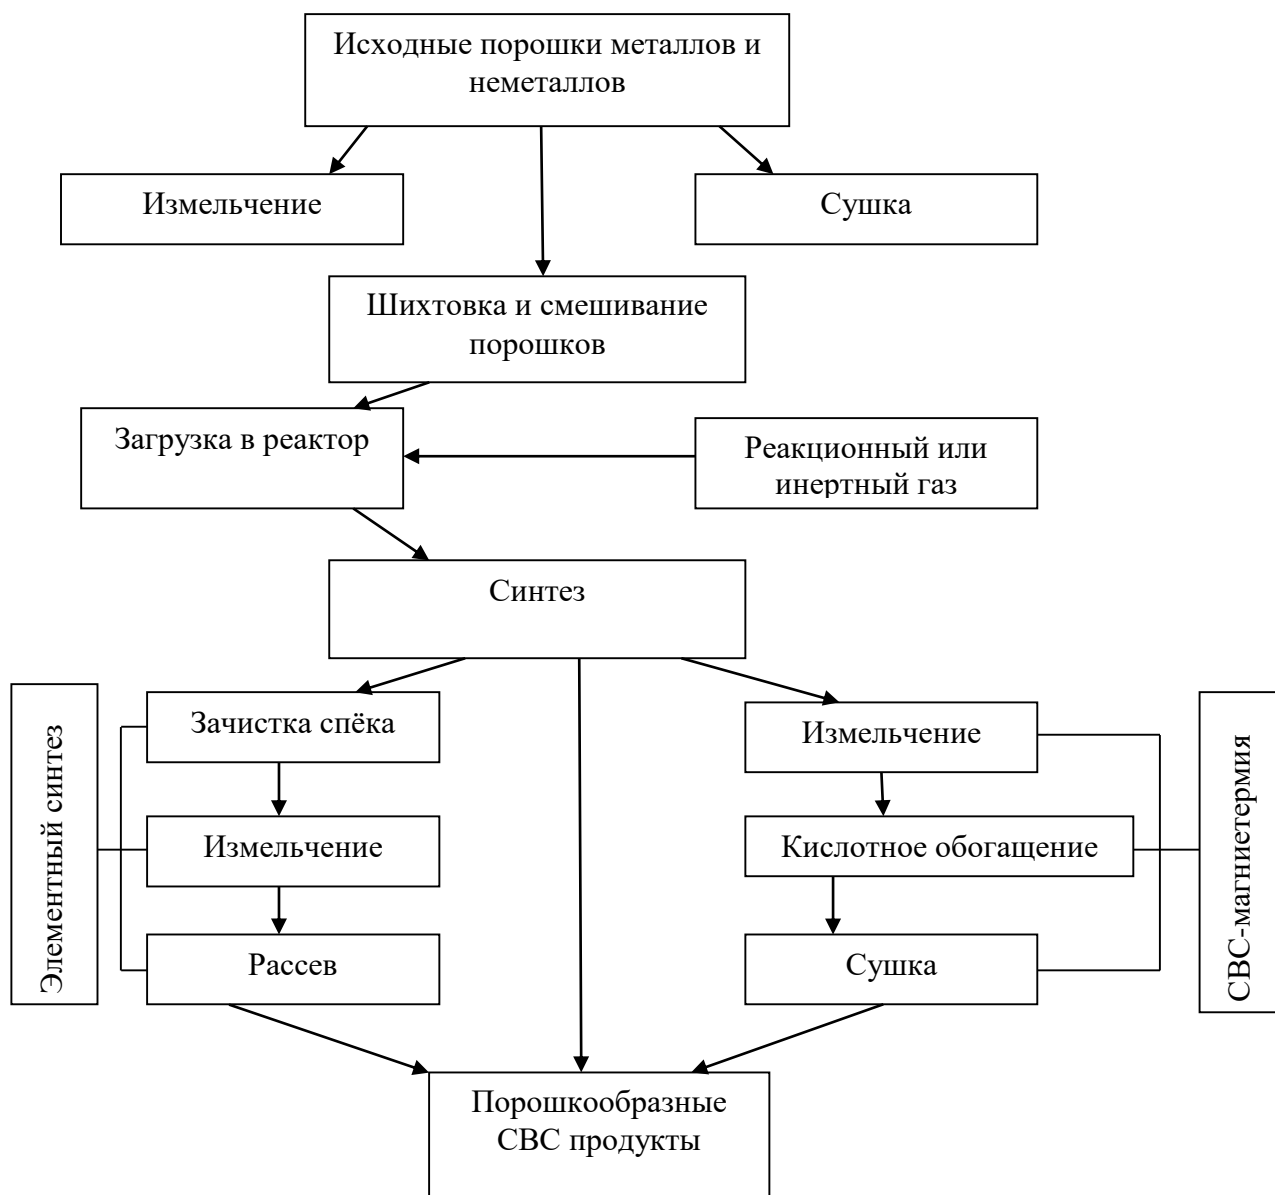 Исходные порошки металлов и
неметаллов
Измельчение
Сушка
Шихтовка и смешивание
порошков
Загрузка в реактор
Реакционный или
инертный газ
Синтез
Элементный синтез
Зачистка спёка
Измельчение
Рассев
Измельчение
Кислотное обогащение
Сушка
СВС-магниетермия
Порошкообразные
СВС продукты